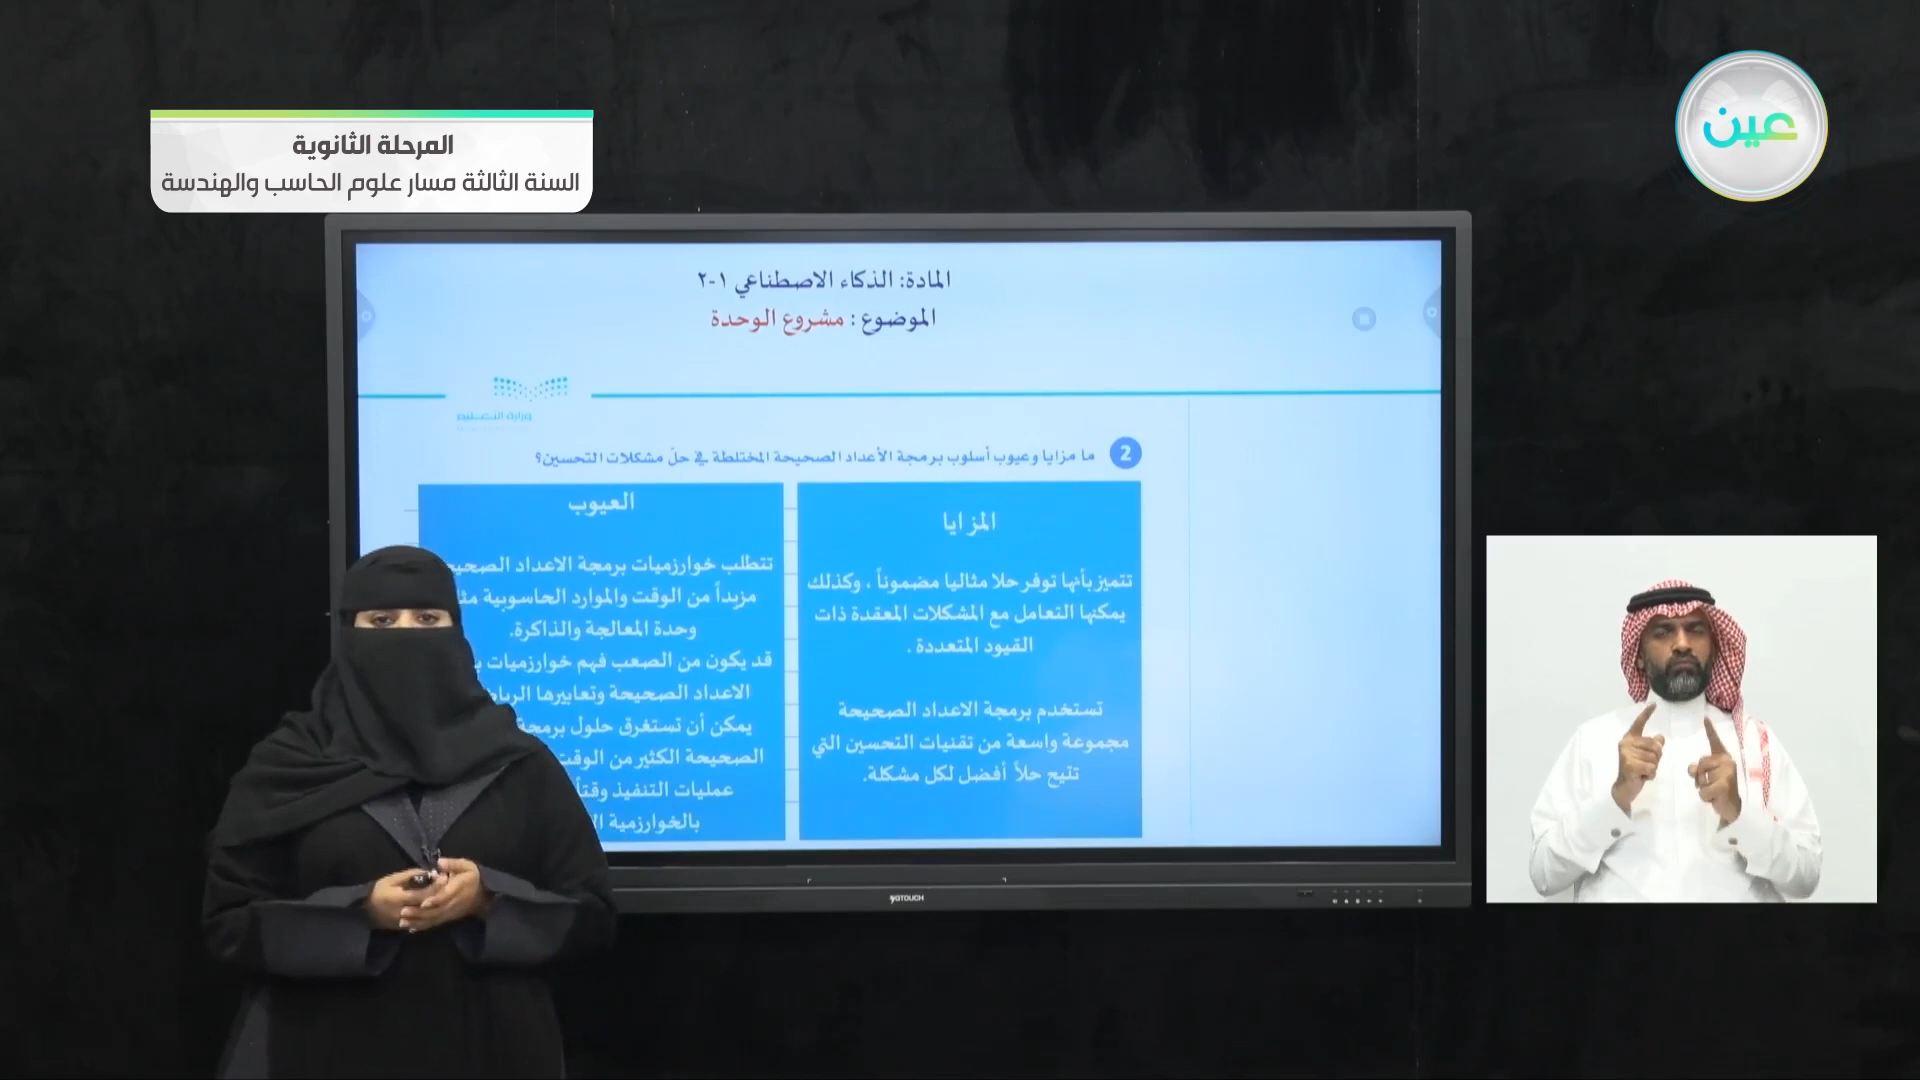 المرحلة الثانوية
السنة الثالثة مسار علوم الحاسب والهندسة
عين
المادة: الذكاء الاصطناعي ١-٢
الموضوع : مشروع الوحدة
وزارة التعليم
2 ما مزايا وعيوب أسلوب برمجة الأعداد الصحيحة المختلطة في حلّ مشكلات التحسين؟
المزايا
تتميز بأنها توفر حلا مثاليا مضموناً ، وكذلك
يمكنها التعامل مع المشكلات المعقدة ذات
القيود المتعددة .
تستخدم برمجة الاعداد الصحيحة
مجموعة واسعة من تقنيات التحسين التي
تتيح حلاً أفضل لكل مشكلة.
العيوب
تتطلب خوارزميات برمجة الاعداد
مزيداً من الوقت والموارد الحاسوبية
وحدة المعالجة والذاكرة.
قد يكون من الصعب فهم خوارزميات
الاعداد الصحيحة وتعابيرها
يمكن أن تستغرق حلول برمجة
الصحيحة الكثير من الوقت
عمليات التنفيذ
بالخوارزمية
QTOUCH